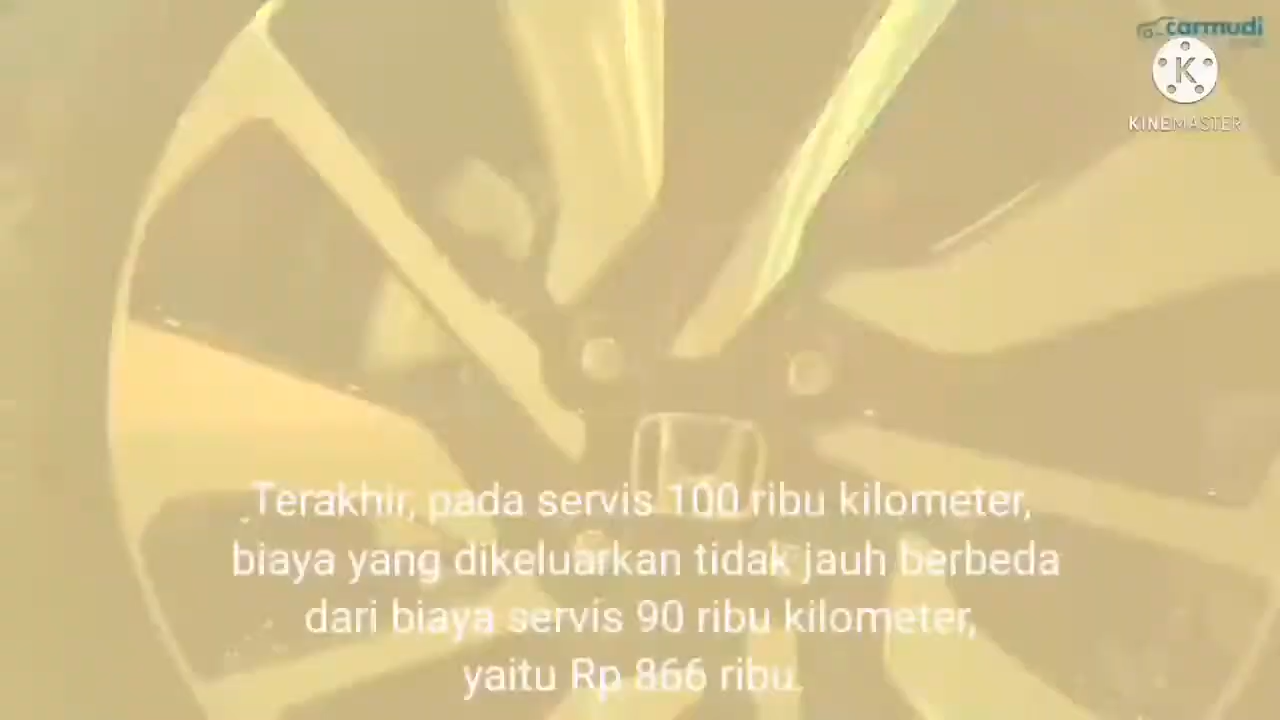 carmudi
K
KINEMASTER
Terakhir, pada servis 100 ribu kilometer,
biaya yang dikeluarkan tidak jauh berbeda
dari biaya servis 90 ribu kilometer,
yaitu Rp 866 ribu.